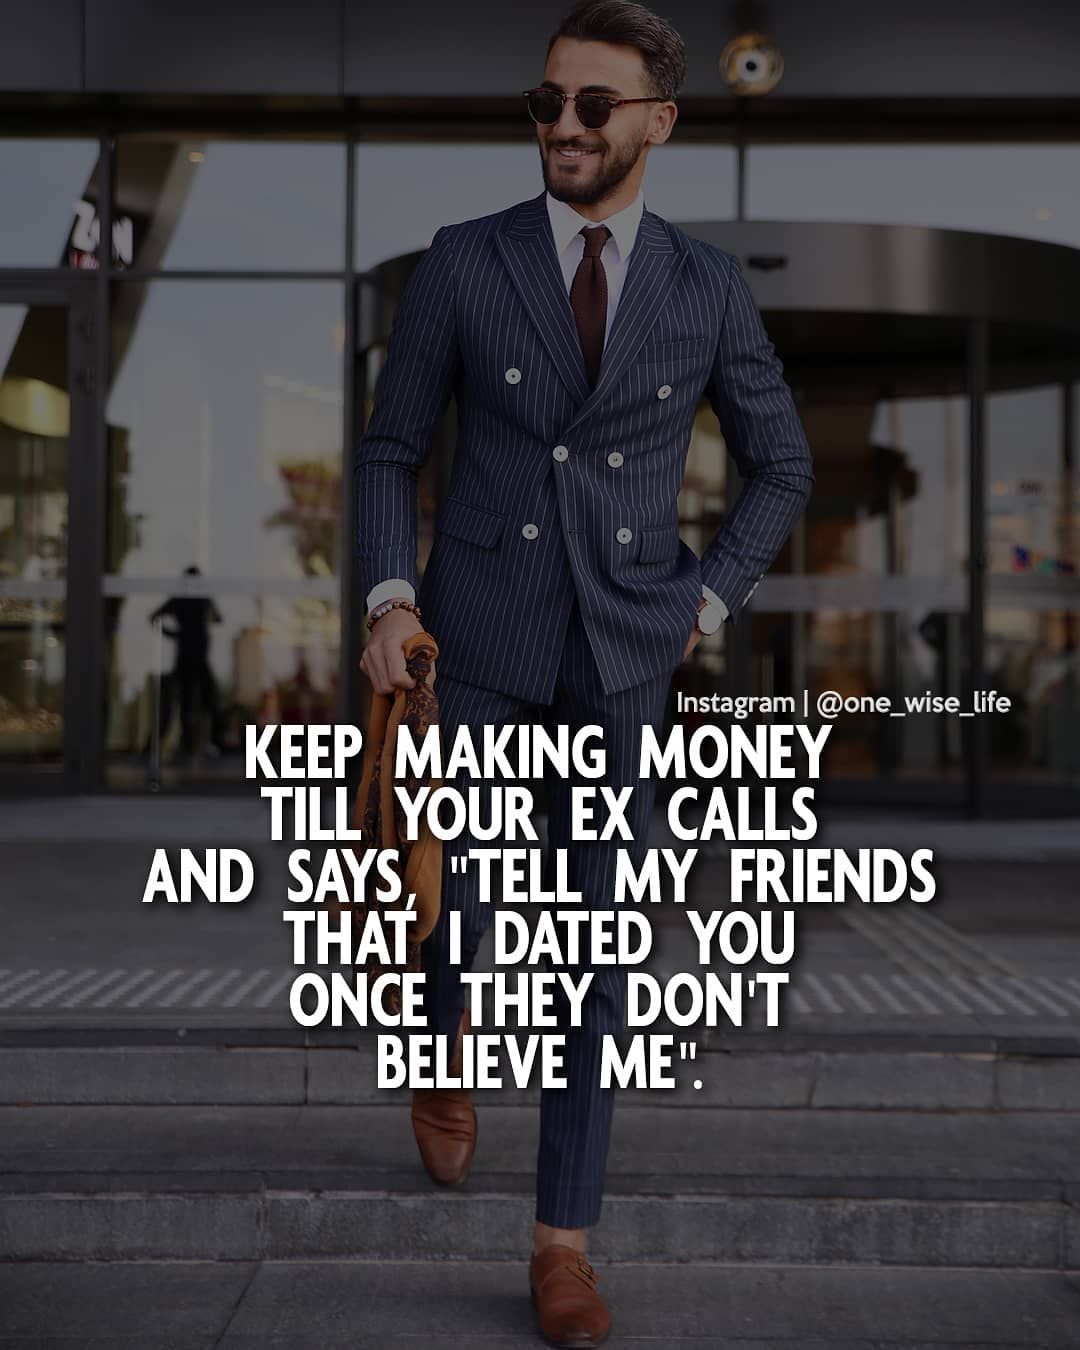 Instagram | @one_wise_life
KEEP MAKING MONEY
TILL YOUR EX CALLS
AND SAYS, "TELL MY FRIENDS
THAT I DATED YOU
ONCE THEY DON'T
BELIEVE ME".